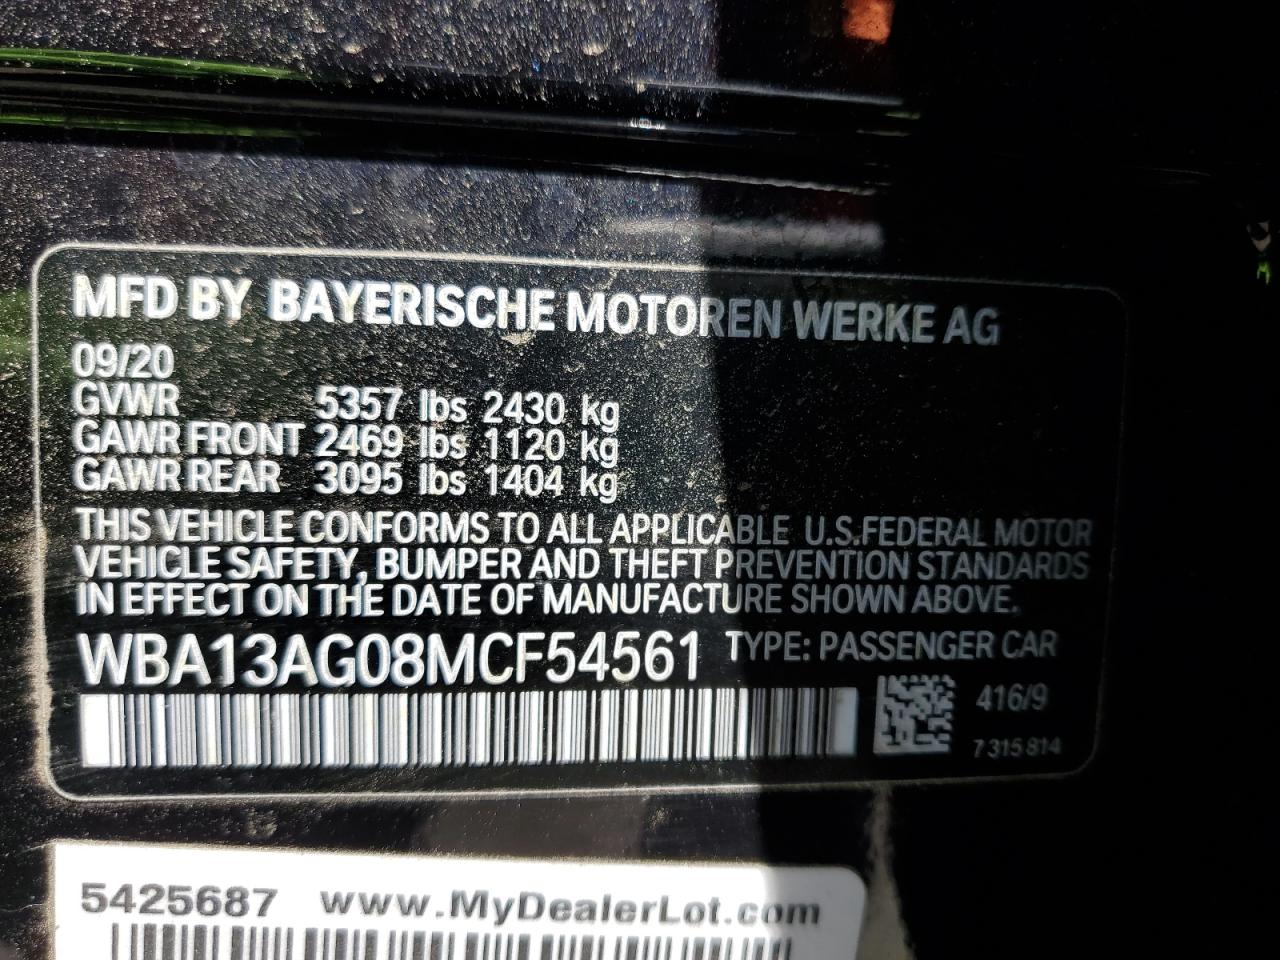 MFD BY BAYERISCHE MOTOREN WERKE AG
09/20
GVWR 5357 lbs 2430 kg
GAWR FRONT 2469 lbs 1120 kg
GAWR REAR 3095 lbs 1404 kg
THIS VEHICLE CONFORMS TO ALL APPLICABLE U.S.FEDERAL MOTOR
VEHICLE SAFETY, BUMPER AND THEFT PREVENTION STANDARDS
IN EFFECT ON THE DATE OF MANUFACTURE SHOWN ABOVE.
WBA13AG08MCF54561 TYPE: PASSENGER CAR
416/9
7 315 814
5425687 www.MyDealerLot.com